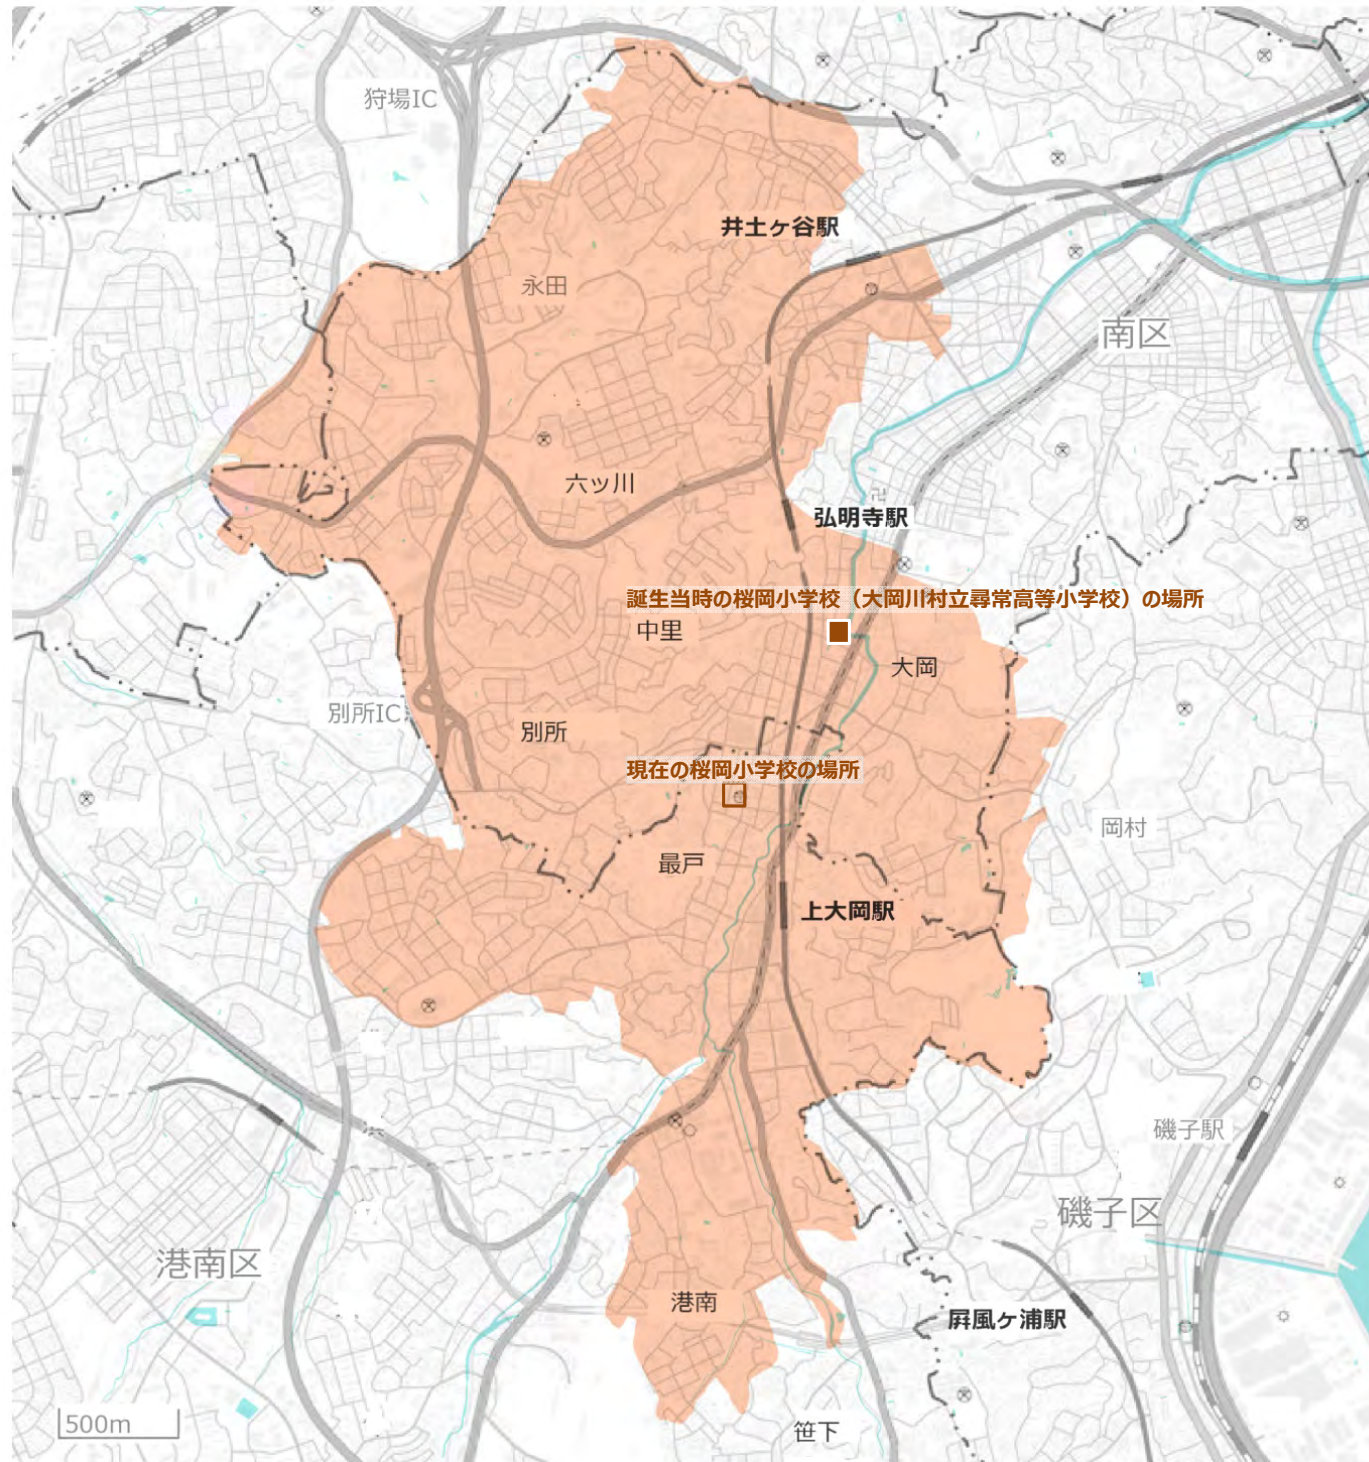 狩場IC
井土ヶ谷駅
永田
南区
六ッ川
卍
弘明寺駅
誕生当時の桜岡小学校（大岡川村立尋常高等小学校）の場所
中里
大岡
別所IC
別所
現在の桜岡小学校の場所
岡村
最戸
上大岡駅
磯子駅
磯子区
港南区
港南
屛風ヶ浦駅
500m
笹下